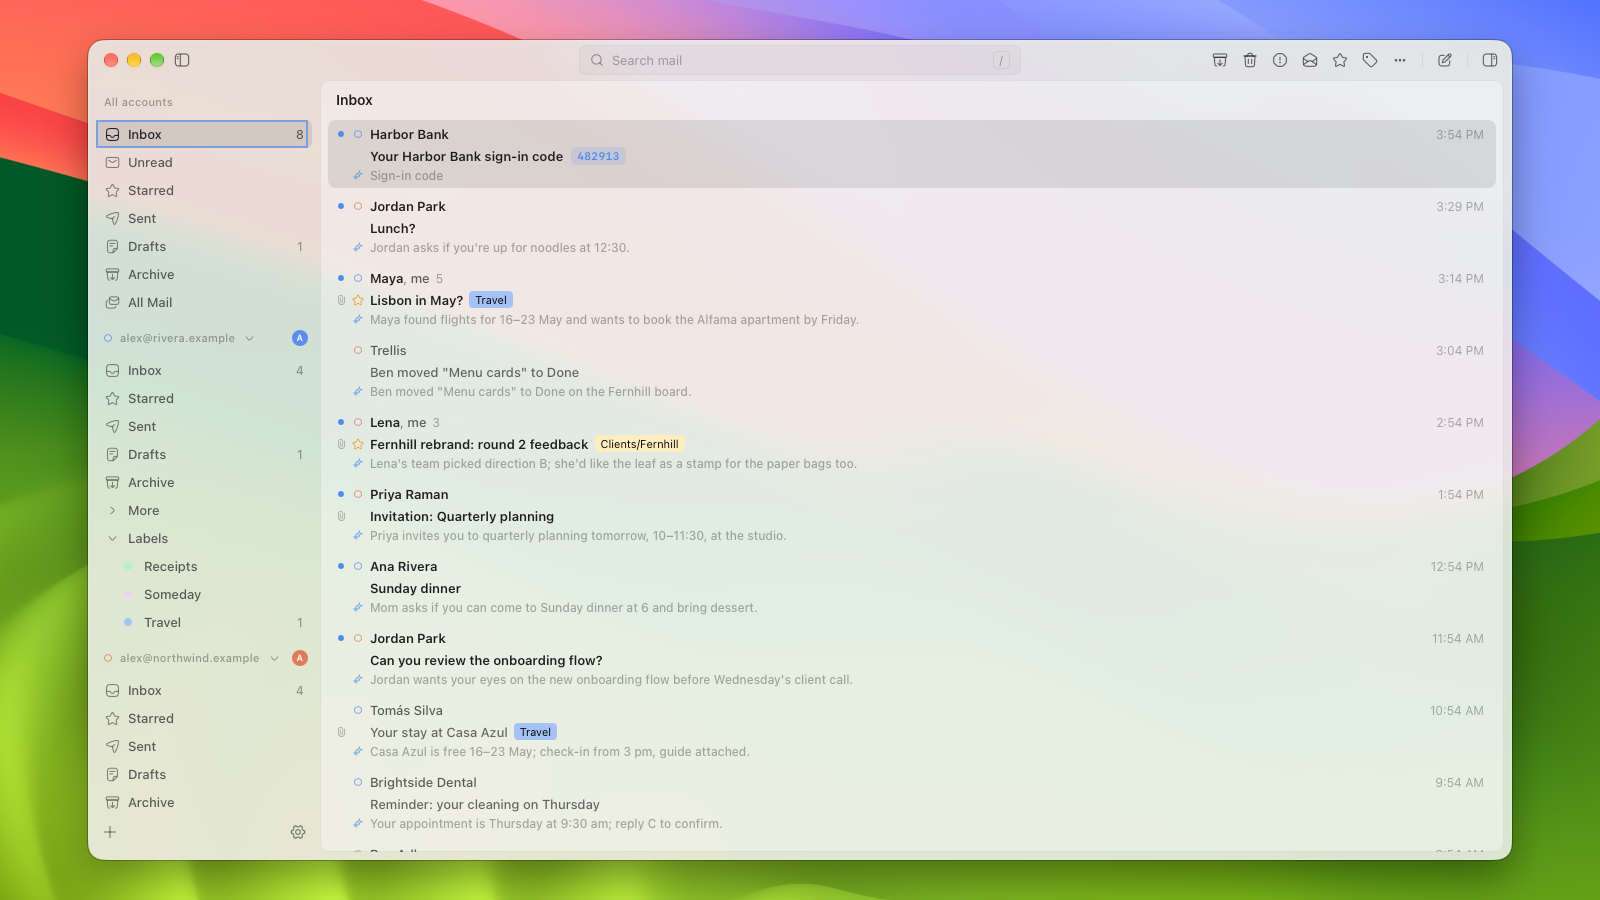 Search mail /
All accounts
Inbox 8
Unread
Starred
Sent
Drafts 1
Archive
All Mail
alex@rivera.example A
Inbox 4
Starred
Sent
Drafts 1
Archive
More
Labels
Receipts
Someday
Travel 1
alex@northwind.example A
Inbox 4
Starred
Sent
Drafts
Archive
Inbox
Harbor Bank 3:54 PM
Your Harbor Bank sign-in code 482913
Sign-in code
Jordan Park 3:29 PM
Lunch?
Jordan asks if you're up for noodles at 12:30.
Maya, me 5 3:14 PM
Lisbon in May? Travel
Maya found flights for 16–23 May and wants to book the Alfama apartment by Friday.
Trellis 3:04 PM
Ben moved "Menu cards" to Done
Ben moved "Menu cards" to Done on the Fernhill board.
Lena, me 3 2:54 PM
Fernhill rebrand: round 2 feedback Clients/Fernhill
Lena's team picked direction B; she'd like the leaf as a stamp for the paper bags too.
Priya Raman 1:54 PM
Invitation: Quarterly planning
Priya invites you to quarterly planning tomorrow, 10–11:30, at the studio.
Ana Rivera 12:54 PM
Sunday dinner
Mom asks if you can come to Sunday dinner at 6 and bring dessert.
Jordan Park 11:54 AM
Can you review the onboarding flow?
Jordan wants your eyes on the new onboarding flow before Wednesday's client call.
Tomás Silva 10:54 AM
Your stay at Casa Azul Travel
Casa Azul is free 16–23 May; check-in from 3 pm, guide attached.
Brightside Dental 9:54 AM
Reminder: your cleaning on Thursday
Your appointment is Thursday at 9:30 am; reply C to confirm.